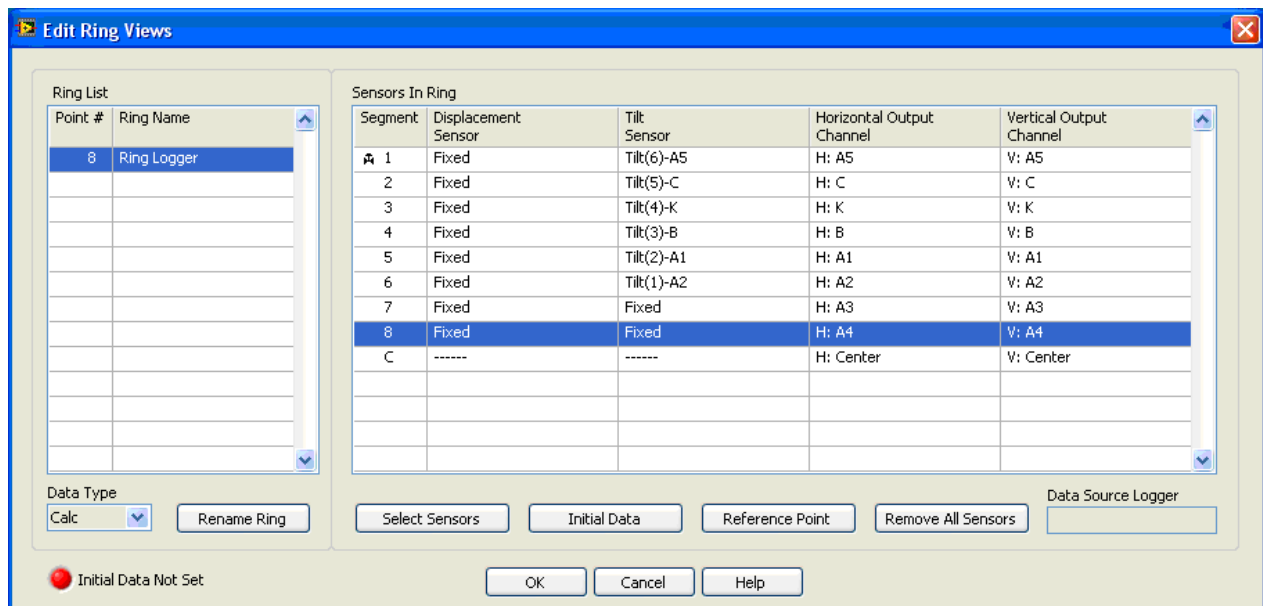 Edit Ring Views
Ring List
Point # Ring Name
8 Ring Logger
Data Type
Calc
Rename Ring
Sensors In Ring
Segment Displacement Sensor Tilt Sensor Horizontal Output Channel Vertical Output Channel
1 Fixed Tilt(6)-A5 H: A5 V: A5
2 Fixed Tilt(5)-C H: C V: C
3 Fixed Tilt(4)-K H: K V: K
4 Fixed Tilt(3)-B H: B V: B
5 Fixed Tilt(2)-A1 H: A1 V: A1
6 Fixed Tilt(1)-A2 H: A2 V: A2
7 Fixed Fixed H: A3 V: A3
8 Fixed Fixed H: A4 V: A4
C ------ ------ H: Center V: Center
Select Sensors Initial Data Reference Point Remove All Sensors
Data Source Logger
Initial Data Not Set
OK Cancel Help